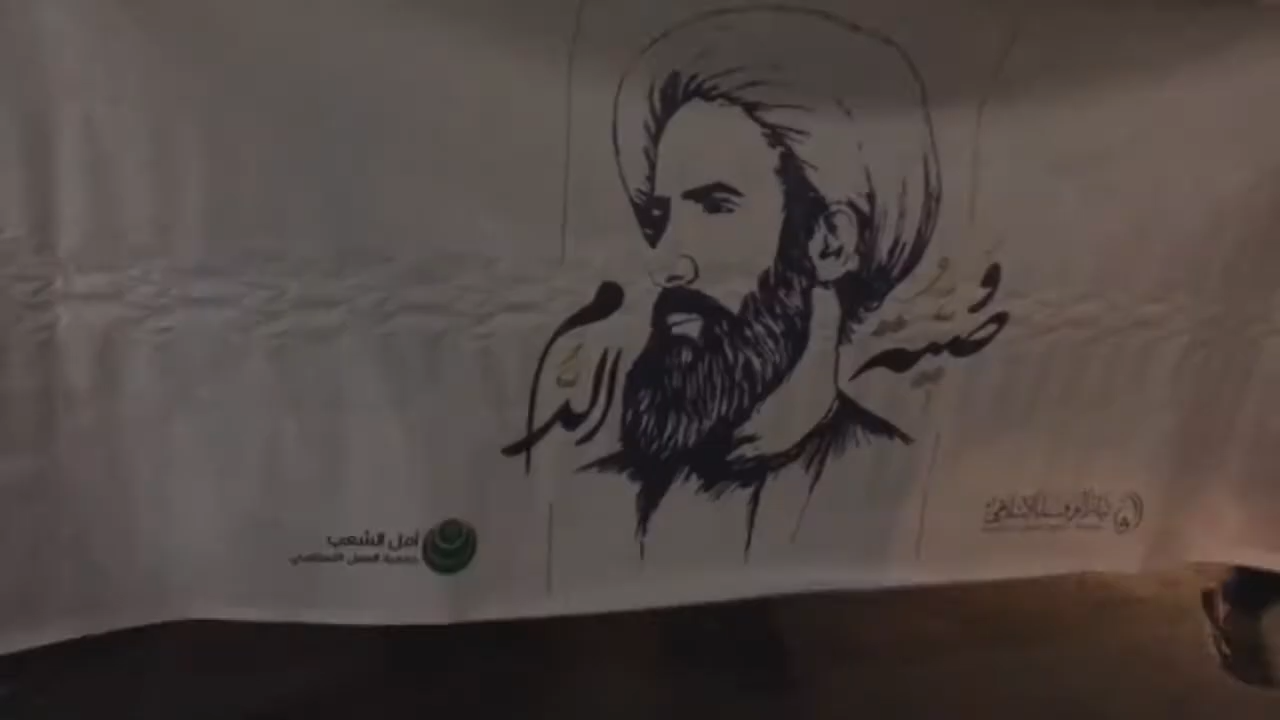 وصية
الدم
أمل الشعب
جمعية العمل الإسلامي